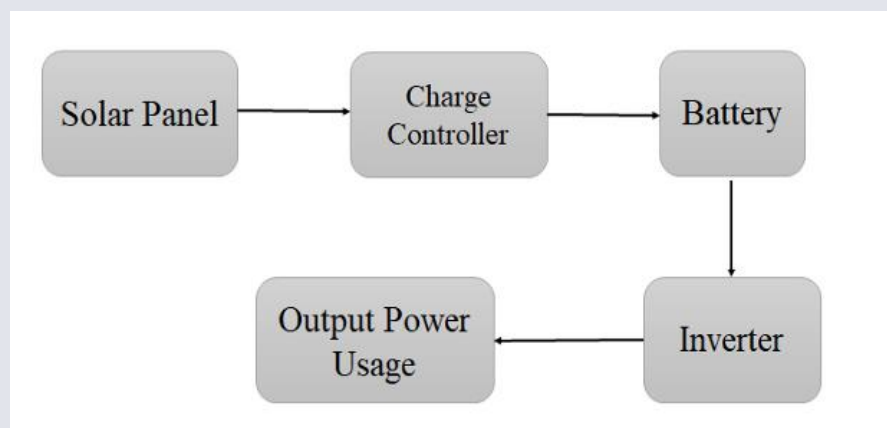 Solar Panel
Charge
Controller
Battery
Output Power
Usage
Inverter